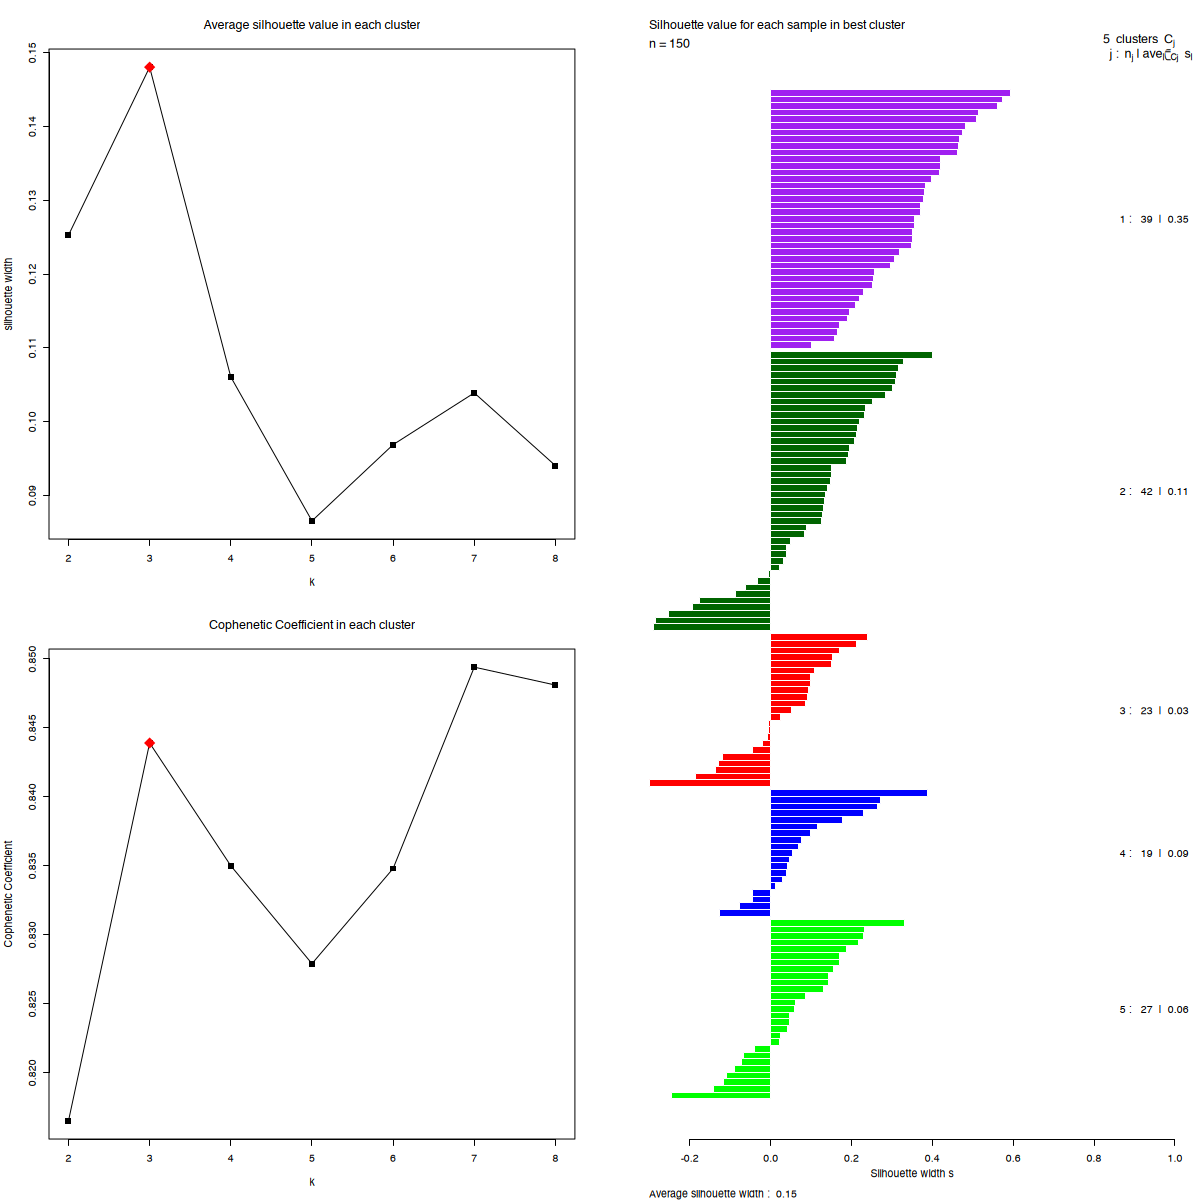 Average silhouette value in each cluster
0.15
0.14
0.13
0.12
0.11
0.10
0.09
silhouette width
2 3 4 5 6 7 8
k
Cophenetic Coefficient in each cluster
0.850
0.845
0.840
0.835
0.830
0.825
0.820
Cophenetic Coefficient
2 3 4 5 6 7 8
k
Silhouette value for each sample in best cluster
n = 150
5 clusters Cj
j : nj | avei∈Cj si
1 : 39 | 0.35
2 : 42 | 0.11
3 : 23 | 0.03
4 : 19 | 0.09
5 : 27 | 0.06
-0.2 0.0 0.2 0.4 0.6 0.8 1.0
Silhouette width s
Average silhouette width : 0.15